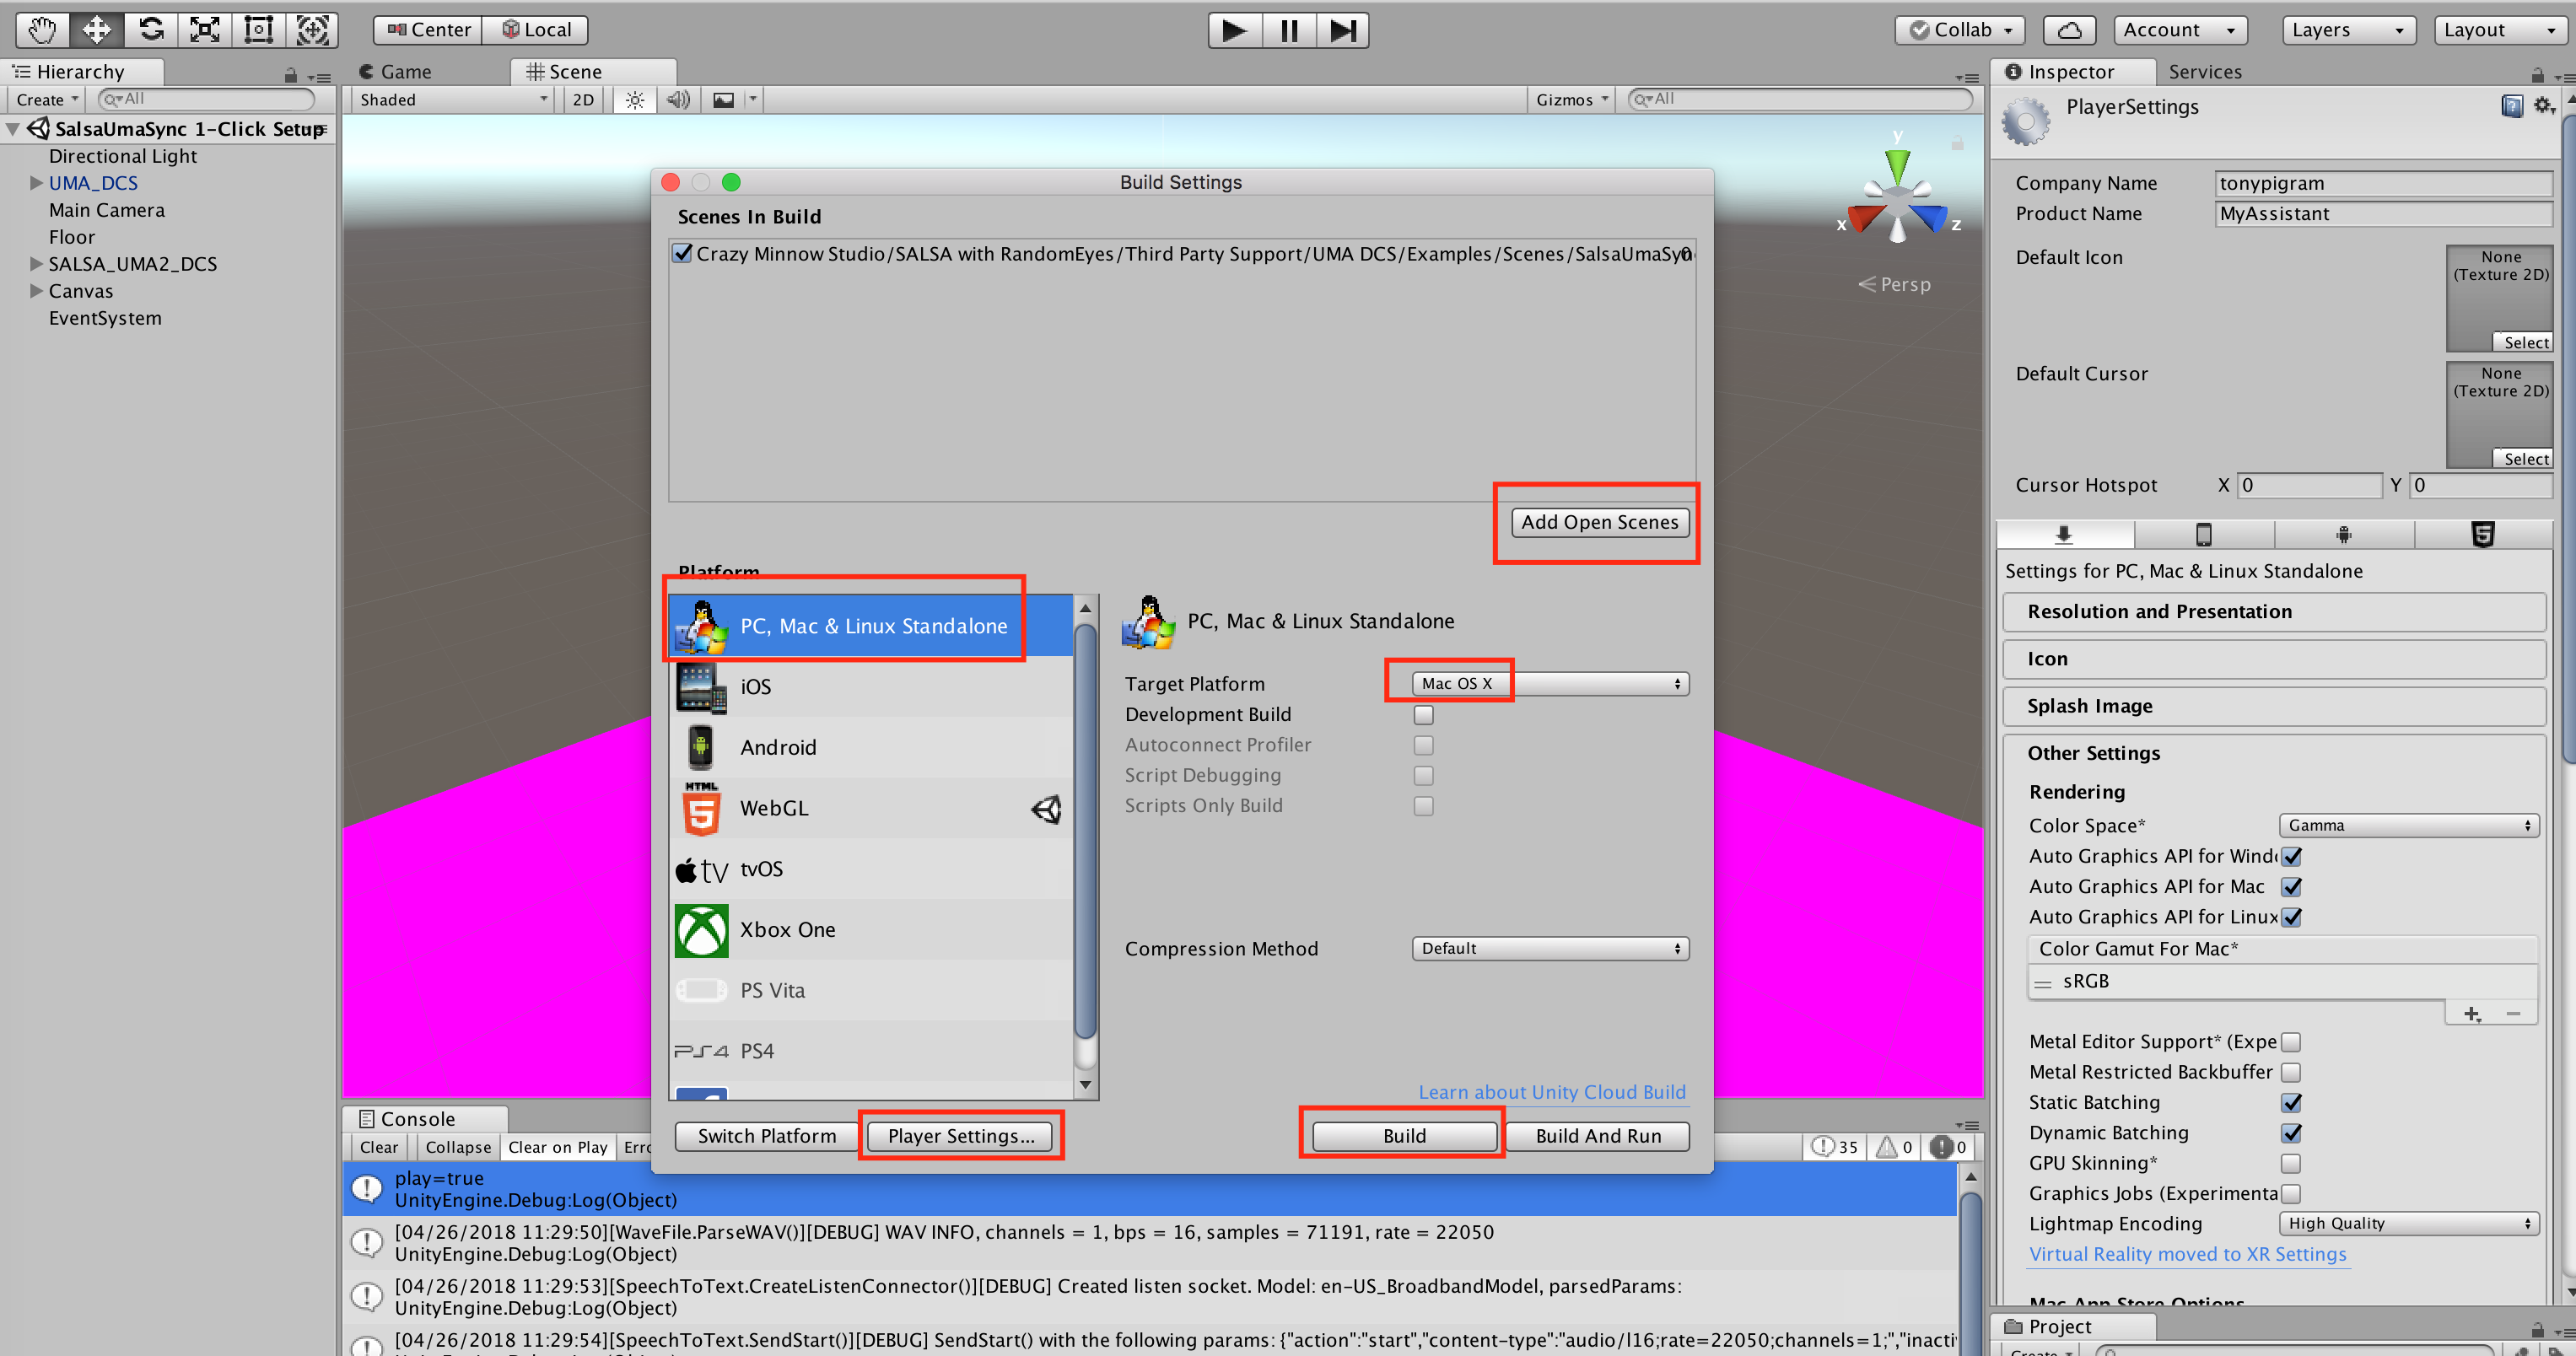 Center
Local
Collab
Account
Layers
Layout
Hierarchy
Create
All
SalsaUmaSync 1-Click Setup
Directional Light
UMA_DCS
Main Camera
Floor
SALSA_UMA2_DCS
Canvas
EventSystem
Game
Scene
Shaded
2D
Gizmos
All
y
x
z
Persp
Build Settings
Scenes In Build
Crazy Minnow Studio/SALSA with RandomEyes/Third Party Support/UMA DCS/Examples/Scenes/SalsaUmaSyn
0
Add Open Scenes
Platform
PC, Mac & Linux Standalone
iOS
Android
HTML
5
WebGL
tv
tvOS
Xbox One
PS Vita
PS4
PS4
PC, Mac & Linux Standalone
Target Platform
Mac OS X
Development Build
Autoconnect Profiler
Script Debugging
Scripts Only Build
Compression Method
Default
Learn about Unity Cloud Build
Switch Platform
Player Settings...
Build
Build And Run
Console
Clear
Collapse
Clear on Play
Erro
35
0
0
play=true
UnityEngine.Debug:Log(Object)
[04/26/2018 11:29:50][WaveFile.ParseWAV()][DEBUG] WAV INFO, channels = 1, bps = 16, samples = 71191, rate = 22050
UnityEngine.Debug:Log(Object)
[04/26/2018 11:29:53][SpeechToText.CreateListenConnector()][DEBUG] Created listen socket. Model: en-US_BroadbandModel, parsedParams:
UnityEngine.Debug:Log(Object)
[04/26/2018 11:29:54][SpeechToText.SendStart()][DEBUG] SendStart() with the following params: {"action":"start","content-type":"audio/l16;rate=22050;channels=1;","inactiv
Inspector
Services
PlayerSettings
Company Name
tonypigram
Product Name
MyAssistant
Default Icon
None
(Texture 2D)
Select
Default Cursor
None
(Texture 2D)
Select
Cursor Hotspot
X 0
Y 0
5
Settings for PC, Mac & Linux Standalone
Resolution and Presentation
Icon
Splash Image
Other Settings
Rendering
Color Space*
Gamma
Auto Graphics API for Wind
Auto Graphics API for Mac
Auto Graphics API for Linux
Color Gamut For Mac*
sRGB
Metal Editor Support* (Expe
Metal Restricted Backbuffer
Static Batching
Dynamic Batching
GPU Skinning*
Graphics Jobs (Experimenta
Lightmap Encoding
High Quality
Virtual Reality moved to XR Settings
Mac App Store Options
Project
Create